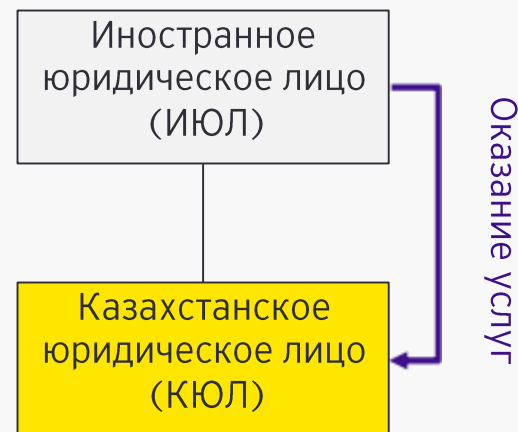 Иностранное
юридическое лицо
(ИЮЛ)
Оказание услуг
Казахстанское
юридическое лицо
(КЮЛ)